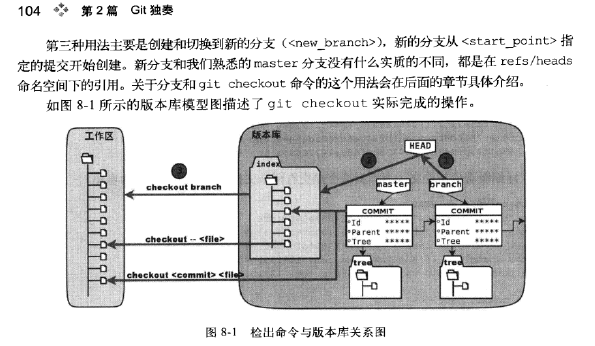 104 第 2 篇 Git 独奏
第三种用法主要是创建和切换到新的分支（<new_branch>），新的分支从 <start_point> 指
定的提交开始创建。新分支和我们熟悉的 master 分支没有什么实质的不同，都是在 refs/heads
命名空间下的引用。关于分支和 git checkout 命令的这个用法会在后面的章节具体介绍。
如图 8-1 所示的版本库模型图描述了 git checkout 实际完成的操作。
工作区
版本库
HEAD
index
③
②
①
checkout branch
master
branch
COMMIT
COMMIT
Id *****
Parent *****
Tree *****
Id *****
Parent *****
Tree *****
checkout -- <file>
tree
tree
checkout <commit> <file>
图 8-1 检出命令与版本库关系图